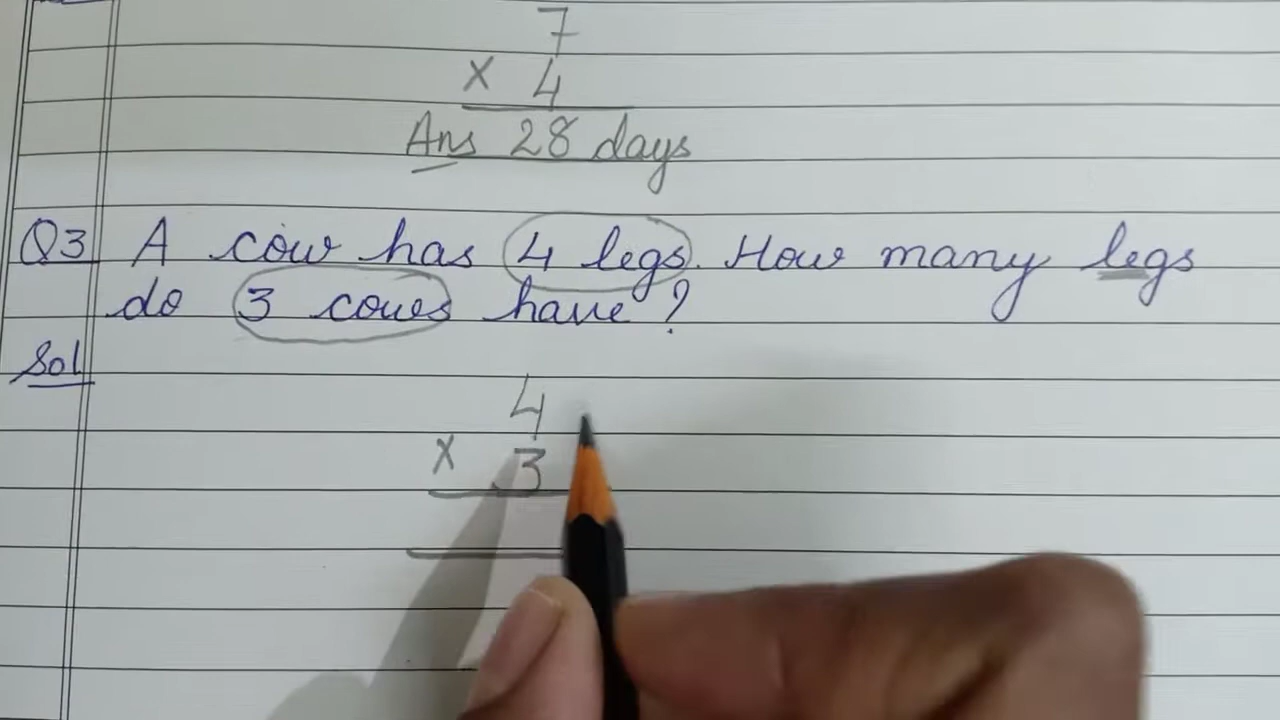 7
× 4
Ans 28 days
Q3 A cow has 4 legs. How many legs
do 3 cows have ?
Sol
4
× 3